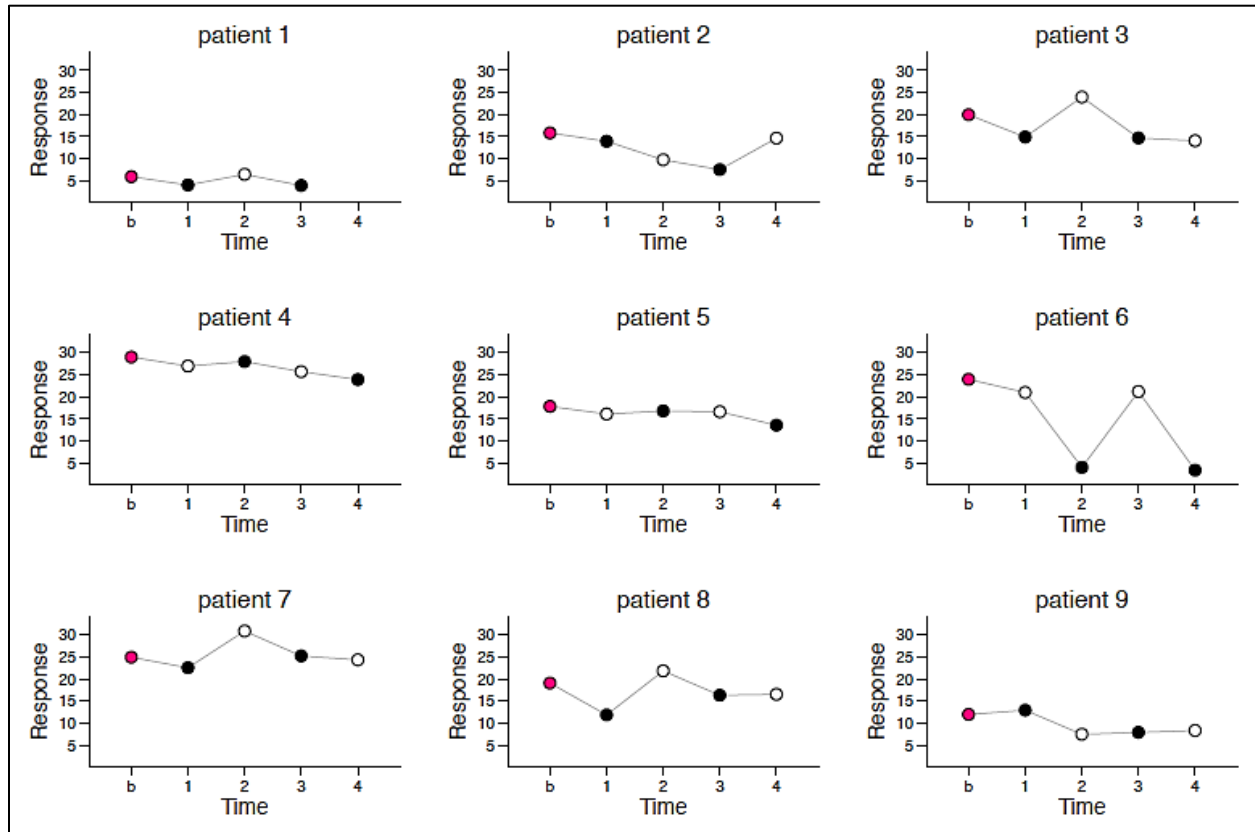 patient 1
Response
30
25
20
15
10
5
b 1 2 3 4
Time
patient 2
Response
30
25
20
15
10
5
b 1 2 3 4
Time
patient 3
Response
30
25
20
15
10
5
b 1 2 3 4
Time
patient 4
Response
30
25
20
15
10
5
b 1 2 3 4
Time
patient 5
Response
30
25
20
15
10
5
b 1 2 3 4
Time
patient 6
Response
30
25
20
15
10
5
b 1 2 3 4
Time
patient 7
Response
30
25
20
15
10
5
b 1 2 3 4
Time
patient 8
Response
30
25
20
15
10
5
b 1 2 3 4
Time
patient 9
Response
30
25
20
15
10
5
b 1 2 3 4
Time